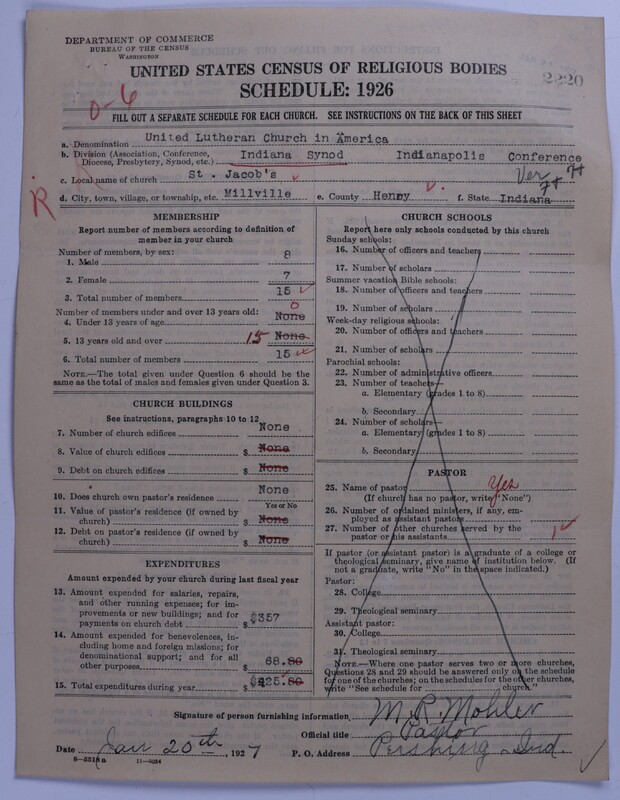 DEPARTMENT OF COMMERCE
BUREAU OF THE CENSUS
WASHINGTON
UNITED STATES CENSUS OF RELIGIOUS BODIES
SCHEDULE: 1926
2220
0-6
FILL OUT A SEPARATE SCHEDULE FOR EACH CHURCH. SEE INSTRUCTIONS ON THE BACK OF THIS SHEET
a. Denomination United Lutheran Church in America
b. Division (Association, Conference, Diocese, Presbytery, Synod, etc.) Indiana Synod Indianapolis Conference
c. Local name of church St. Jacob's Ver 7+
d. City, town, village, or township, etc. Millville e. County Henry f. State Indiana 7+
R
MEMBERSHIP
Report number of members according to definition of
member in your church
Number of members, by sex:
1. Male 8
2. Female 7
3. Total number of members 15
Number of members under and over 13 years old:
4. Under 13 years of age None 0
5. 13 years old and over 15 None
6. Total number of members 15
NOTE.—The total given under Question 6 should be the
same as the total of males and females given under Question 3.
CHURCH BUILDINGS
See instructions, paragraphs 10 to 12
7. Number of church edifices None
8. Value of church edifices $ None
9. Debt on church edifices $ None
10. Does church own pastor's residence None
Yes or No
11. Value of pastor's residence (if owned by
church) $ None
12. Debt on pastor's residence (if owned by
church) $ None
EXPENDITURES
Amount expended by your church during last fiscal year
13. Amount expended for salaries, repairs,
and other running expenses; for im-
provements or new buildings; and for
payments on church debt $ $357
14. Amount expended for benevolences, in-
cluding home and foreign missions; for
denominational support; and for all
other purposes 68.80
15. Total expenditures during year $425.80
CHURCH SCHOOLS
Report here only schools conducted by this church
Sunday schools:
16. Number of officers and teachers
17. Number of scholars
Summer vacation Bible schools:
18. Number of officers and teachers
19. Number of scholars
Week-day religious schools:
20. Number of officers and teachers
21. Number of scholars
Parochial schools:
22. Number of administrative officers
23. Number of teachers—
a. Elementary (grades 1 to 8)
b. Secondary
24. Number of scholars—
a. Elementary (grades 1 to 8)
b. Secondary
PASTOR
25. Name of pastor Yes
(If church has no pastor, write "None")
26. Number of ordained ministers, if any, em-
ployed as assistant pastors
27. Number of other churches served by the
pastor or his assistants 1
If pastor (or assistant pastor) is a graduate of a college or
theological seminary, give name of institution below. (If
not a graduate, write "No" in the space indicated.)
Pastor:
28. College
29. Theological seminary
Assistant pastor:
30. College
31. Theological seminary
NOTE.—Where one pastor serves two or more churches,
Questions 28 and 29 should be answered only on the schedule
for one of the churches; on the schedules for the other churches,
write "See schedule for church."
Signature of person furnishing information M. R. Mohler
Official title Pastor
Date Jan 20th, 1927 P. O. Address Pershing - Ind.
8-5518a 11-9024